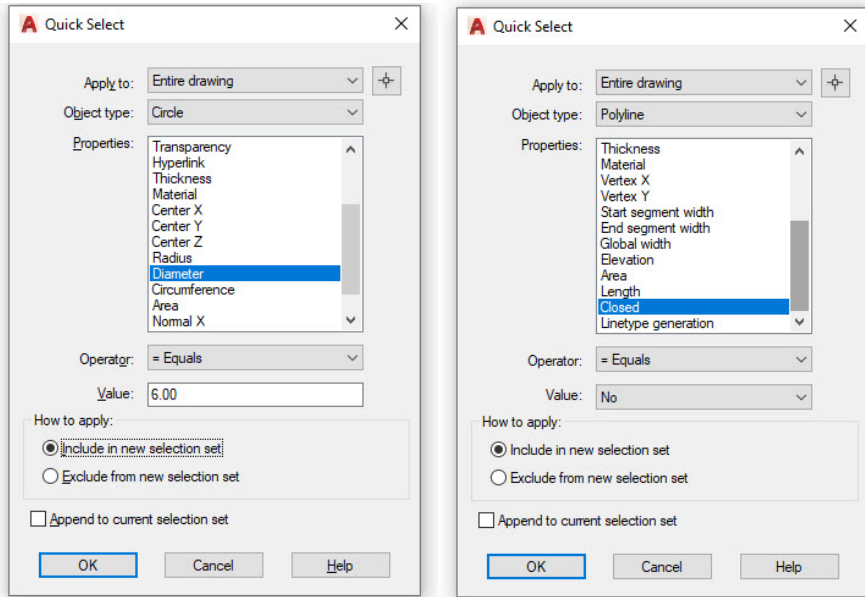 Quick Select
Apply to: Entire drawing
Object type: Circle
Properties:
Transparency
Hyperlink
Thickness
Material
Center X
Center Y
Center Z
Radius
Diameter
Circumference
Area
Normal X
Operator: = Equals
Value: 6.00
How to apply:
Include in new selection set
Exclude from new selection set
Append to current selection set
OK Cancel Help
Quick Select
Apply to: Entire drawing
Object type: Polyline
Properties:
Thickness
Material
Vertex X
Vertex Y
Start segment width
End segment width
Global width
Elevation
Area
Length
Closed
Linetype generation
Operator: = Equals
Value: No
How to apply:
Include in new selection set
Exclude from new selection set
Append to current selection set
OK Cancel Help